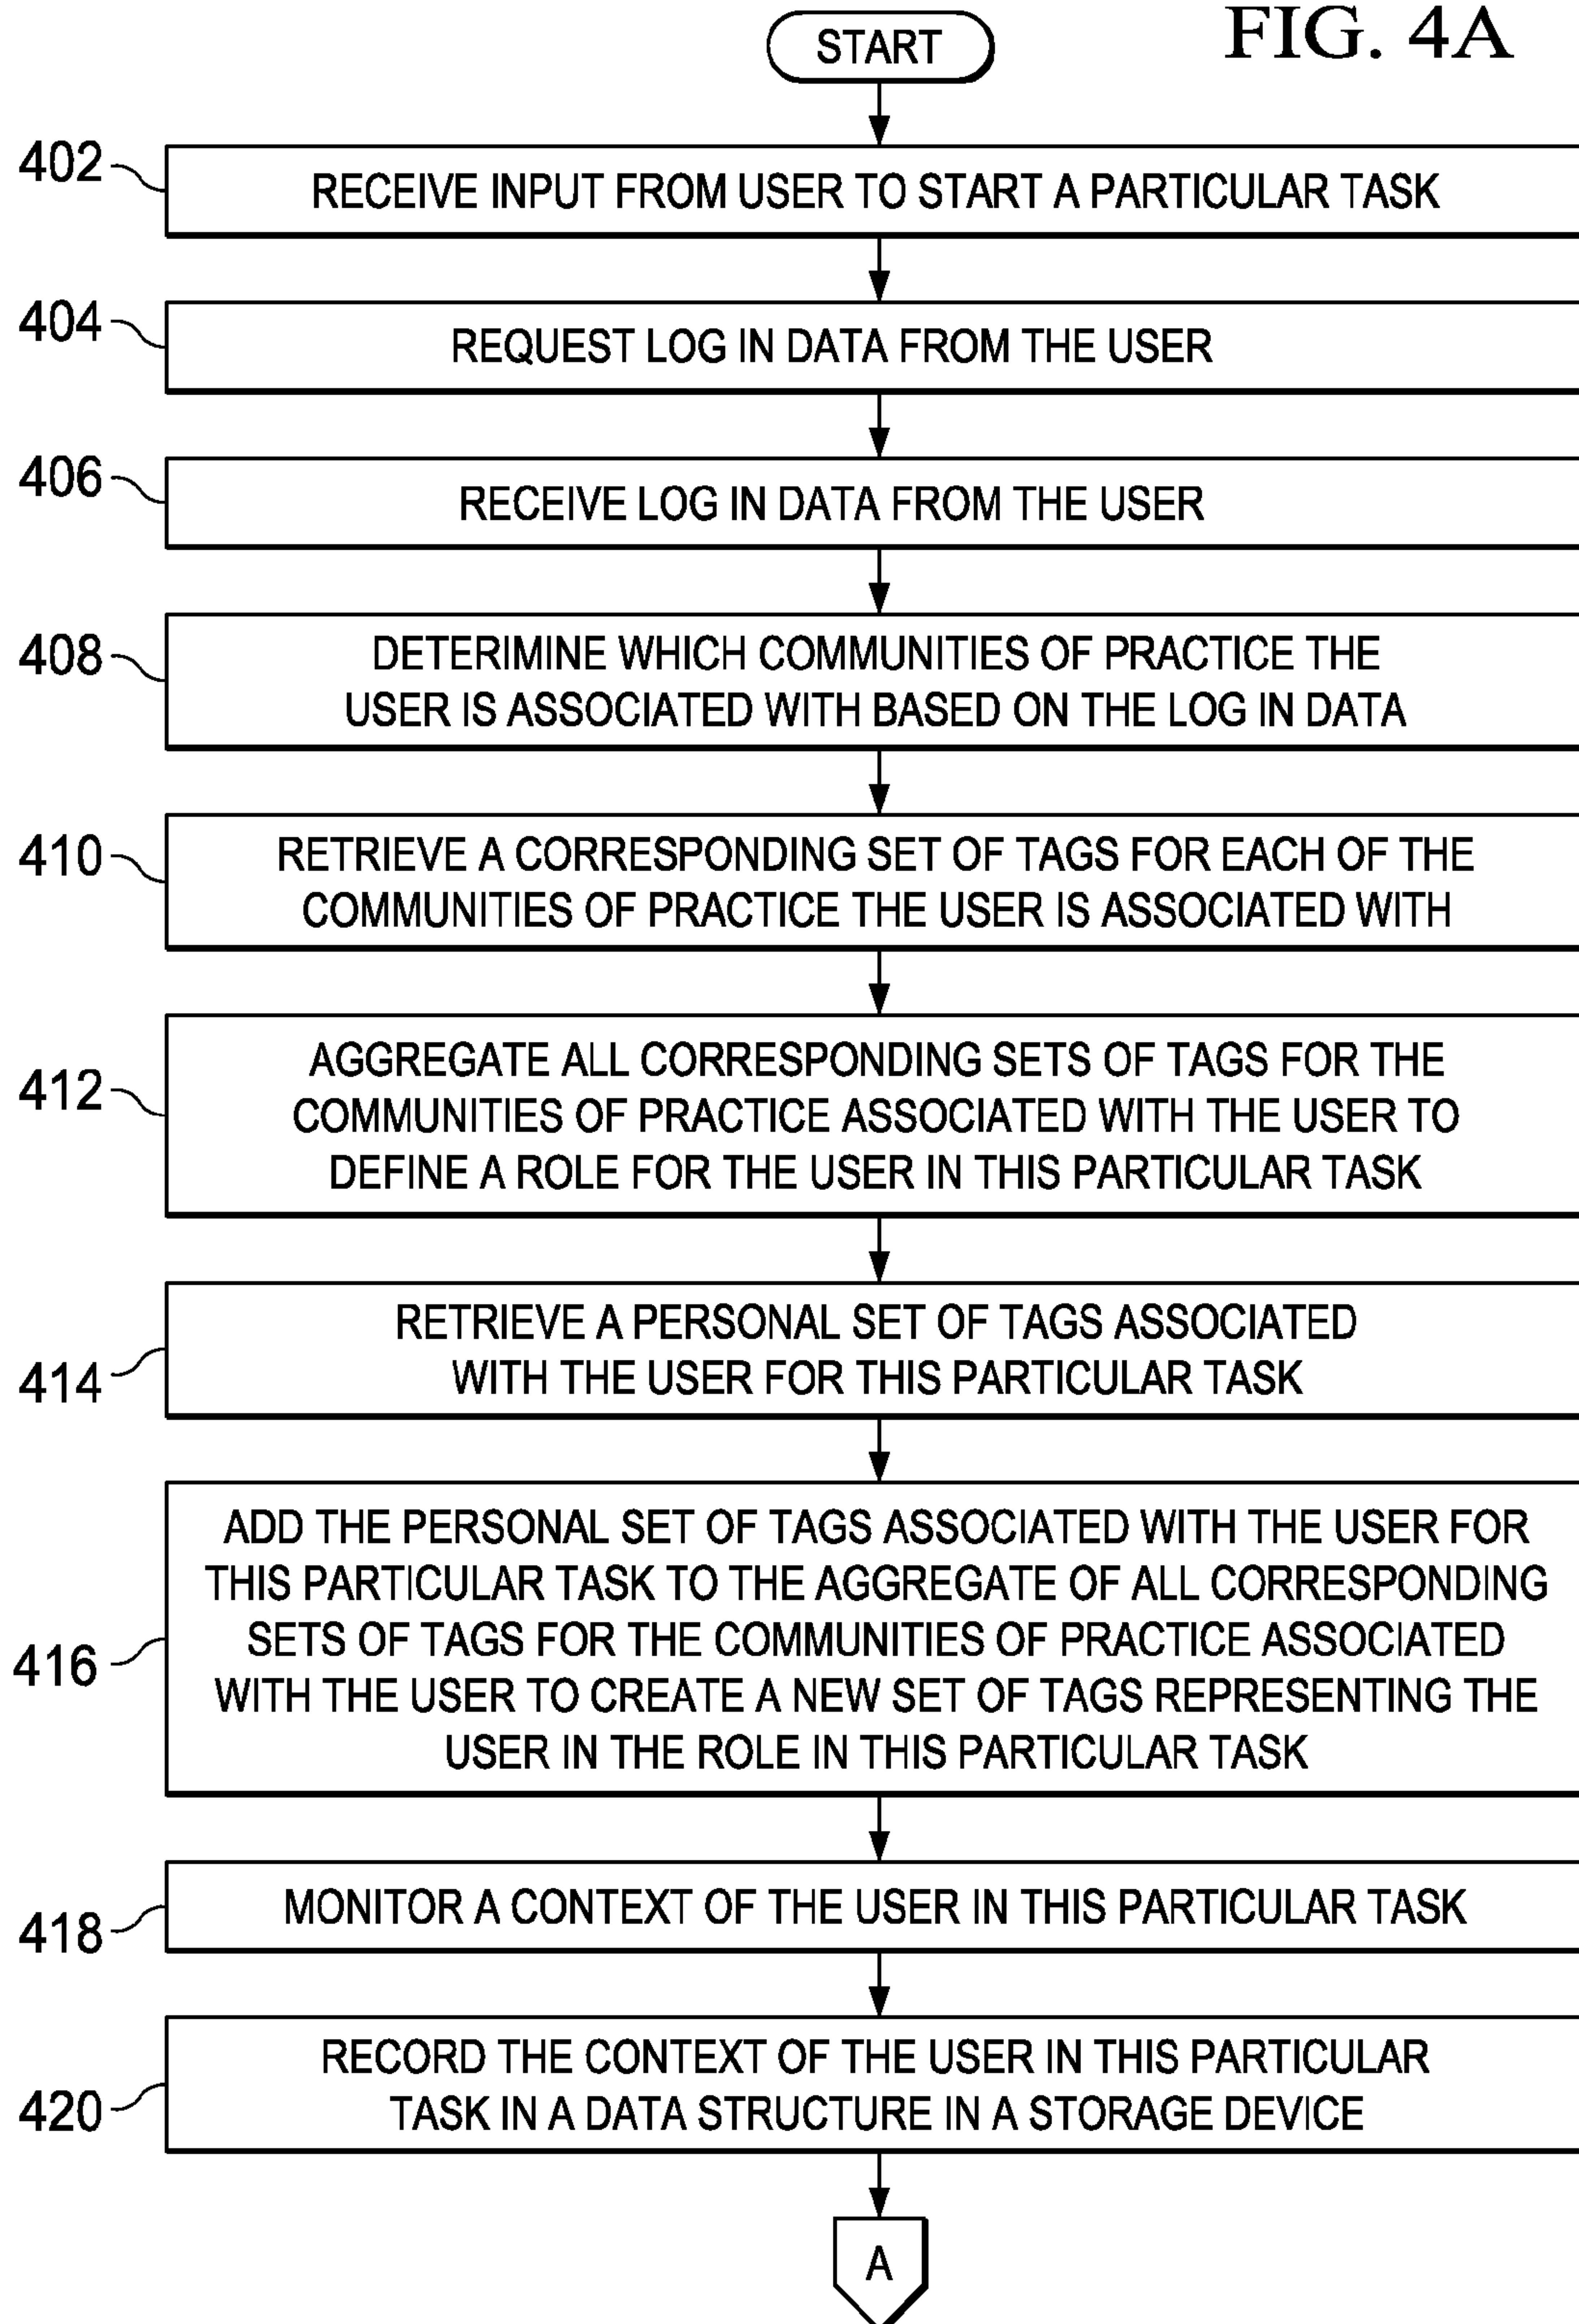 FIG. 4A
START
402
RECEIVE INPUT FROM USER TO START A PARTICULAR TASK
404
REQUEST LOG IN DATA FROM THE USER
406
RECEIVE LOG IN DATA FROM THE USER
408
DETERIMINE WHICH COMMUNITIES OF PRACTICE THE
USER IS ASSOCIATED WITH BASED ON THE LOG IN DATA
410
RETRIEVE A CORRESPONDING SET OF TAGS FOR EACH OF THE
COMMUNITIES OF PRACTICE THE USER IS ASSOCIATED WITH
412
AGGREGATE ALL CORRESPONDING SETS OF TAGS FOR THE
COMMUNITIES OF PRACTICE ASSOCIATED WITH THE USER TO
DEFINE A ROLE FOR THE USER IN THIS PARTICULAR TASK
414
RETRIEVE A PERSONAL SET OF TAGS ASSOCIATED
WITH THE USER FOR THIS PARTICULAR TASK
416
ADD THE PERSONAL SET OF TAGS ASSOCIATED WITH THE USER FOR
THIS PARTICULAR TASK TO THE AGGREGATE OF ALL CORRESPONDING
SETS OF TAGS FOR THE COMMUNITIES OF PRACTICE ASSOCIATED
WITH THE USER TO CREATE A NEW SET OF TAGS REPRESENTING THE
USER IN THE ROLE IN THIS PARTICULAR TASK
418
MONITOR A CONTEXT OF THE USER IN THIS PARTICULAR TASK
420
RECORD THE CONTEXT OF THE USER IN THIS PARTICULAR
TASK IN A DATA STRUCTURE IN A STORAGE DEVICE
A